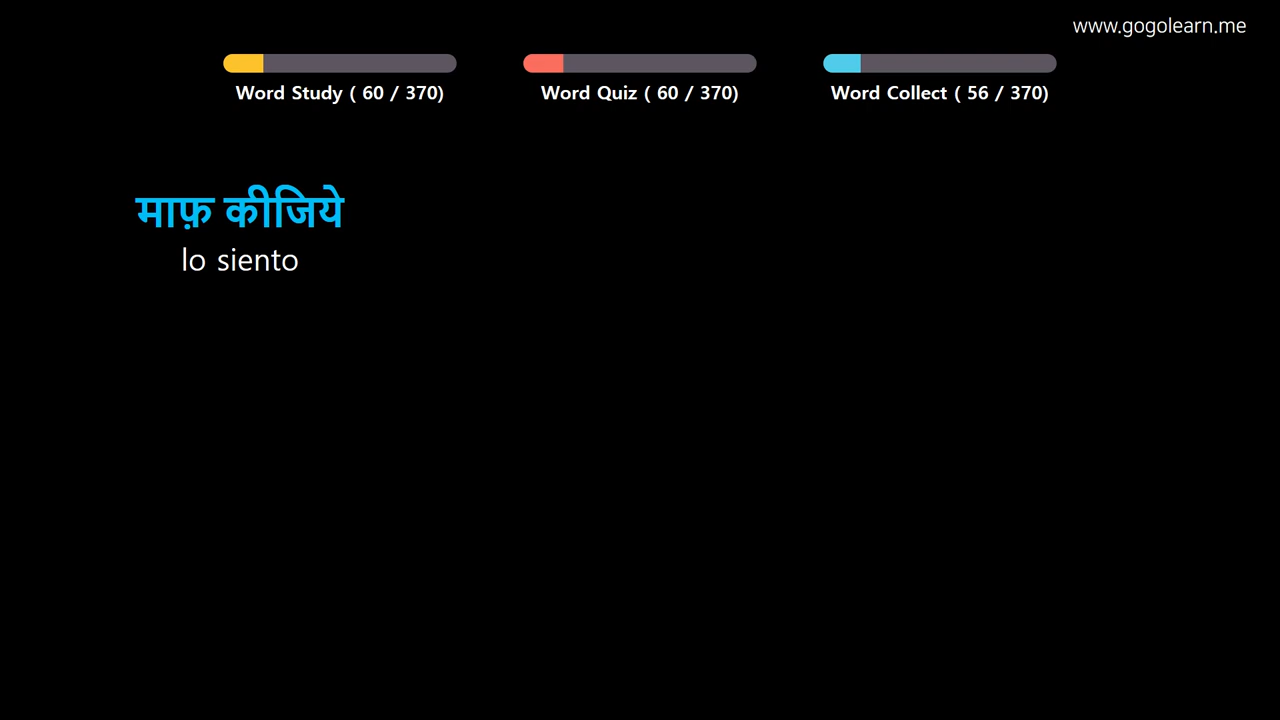 www.gogolearn.me
Word Study ( 60 / 370)
Word Quiz ( 60 / 370)
Word Collect ( 56 / 370)
माफ़ कीजिये
lo siento